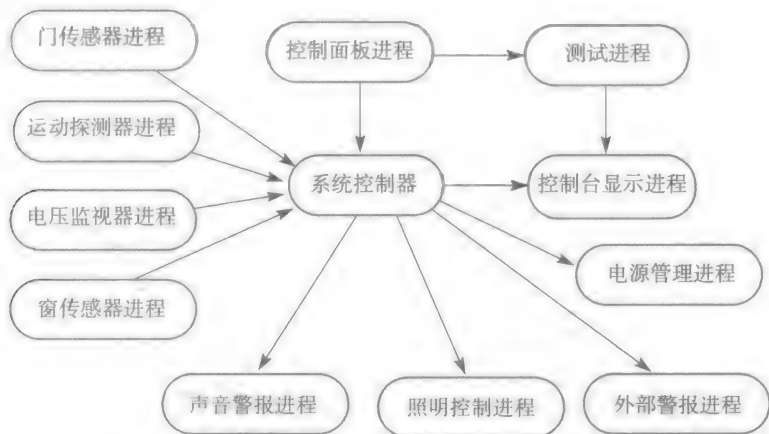 门传感器进程
控制面板进程
测试进程
运动探测器进程
系统控制器
控制台显示进程
电压监视器进程
电源管理进程
窗传感器进程
声音警报进程
照明控制进程
外部警报进程